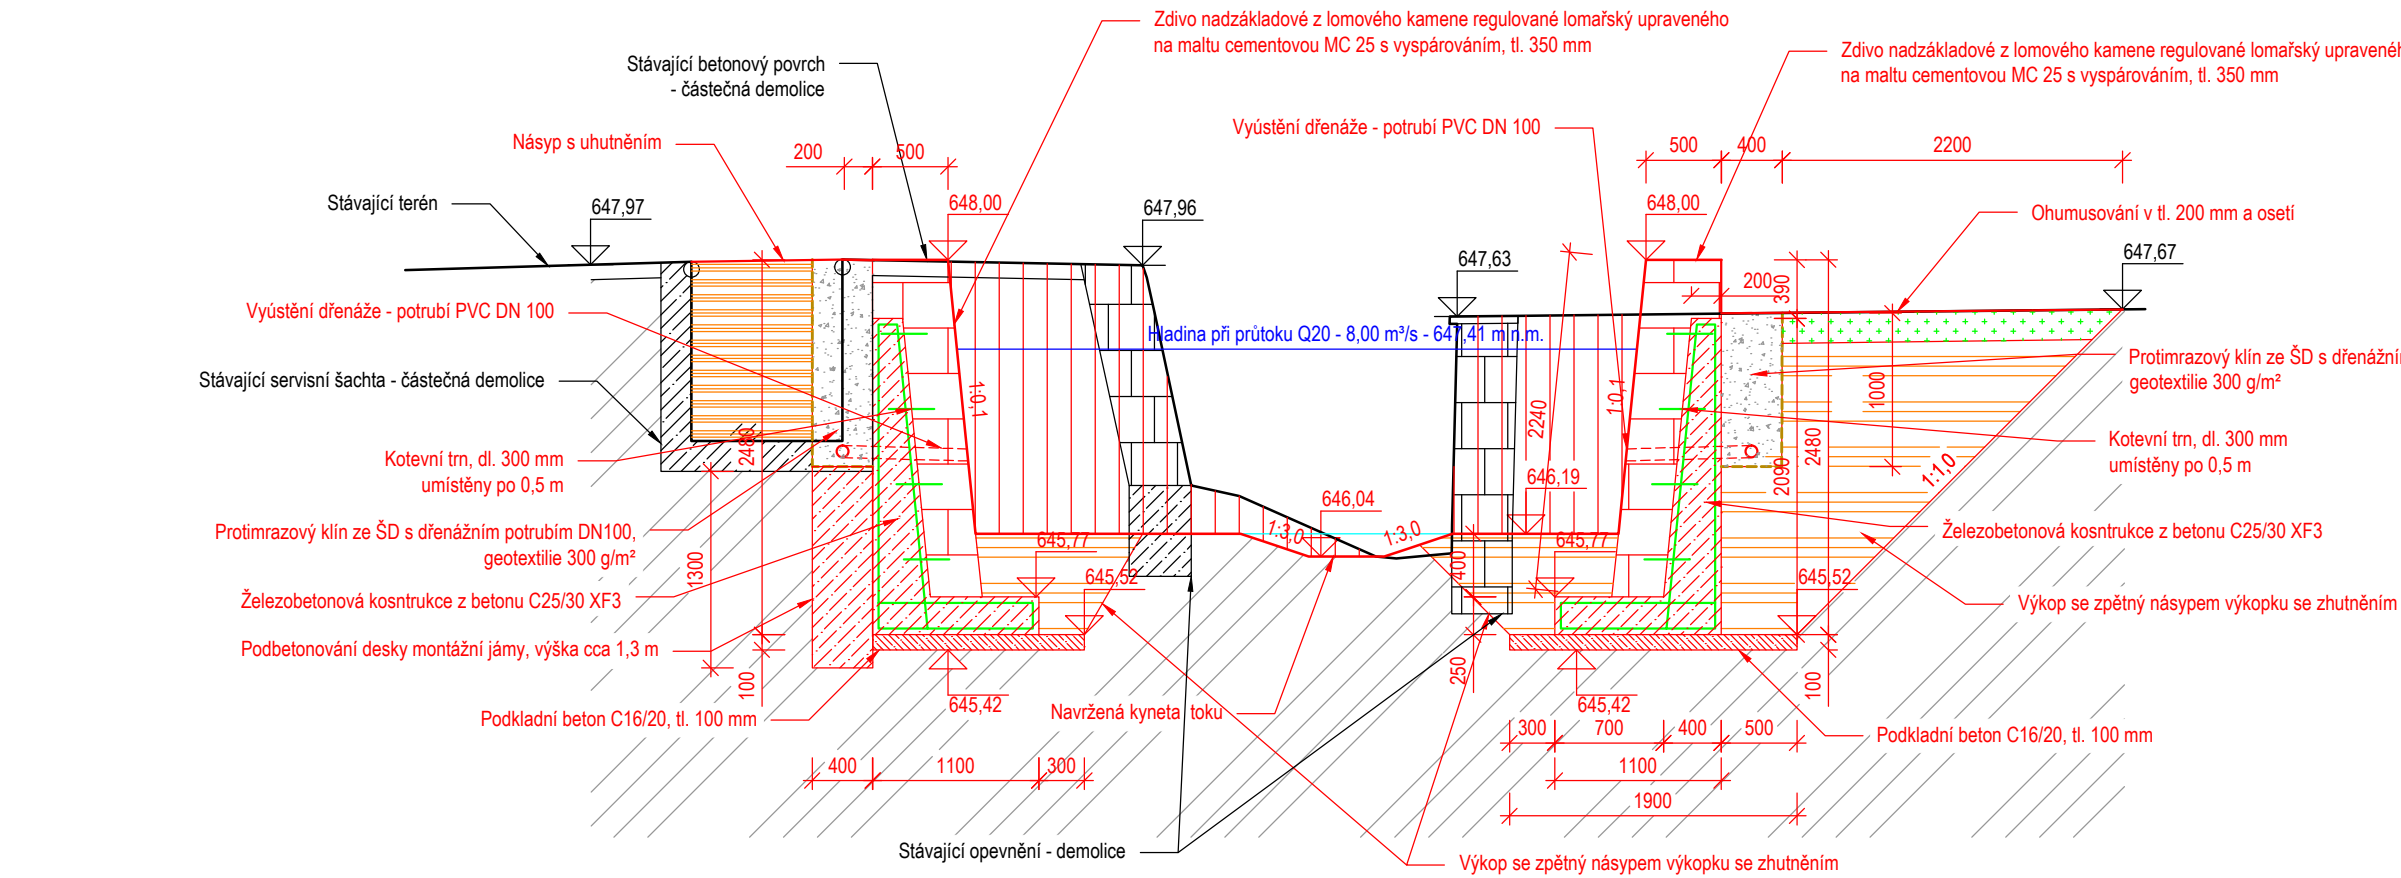 Zdivo nadzákladové z lomového kamene regulované lomařský upraveného
na maltu cementovou MC 25 s vyspárováním, tl. 350 mm
Zdivo nadzákladové z lomového kamene regulované lomařský
na maltu cementovou MC 25 s vyspárováním, tl. 350 mm
Stávající betonový povrch
- částečná demolice
Vyústění dřenáže - potrubí PVC DN 100
Násyp s uhutněním
200
500
500
400
2200
Stávající terén
647,97
648,00
647,96
648,00
Ohumusování v tl. 200 mm a osetí
647,63
647,67
200
390
Vyústění dřenáže - potrubí PVC DN 100
Hladina při průtoku Q20 - 8,00 m³/s - 647,41 m n.m.
Protimrazový klín ze ŠD s
geotextilie 300 g/m²
Stávající servisní šachta - částečná demolice
1:0,1
1:0,1
1000
2240
2480
2480
2090
1:1,0
Kotevní trn, dl. 300 mm
umístěny po 0,5 m
Kotevní trn, dl. 300 mm
umístěny po 0,5 m
646,19
646,04
Protimrazový klín ze ŠD s dřenážním potrubím DN100,
geotextilie 300 g/m²
1:3,0
1:3,0
Železobetonová kosntrukce z betonu C25/30 XF3
645,77
645,77
1300
400
645,52
645,52
Železobetonová kosntrukce z betonu C25/30 XF3
Výkop se zpětný násypem výkopku se zhutněním
Podbetonování desky montážní jámy, výška cca 1,3 m
100
250
100
645,42
645,42
Podkladní beton C16/20, tl. 100 mm
Navržená kyneta toku
300
700
400
500
Podkladní beton C16/20, tl. 100 mm
400
1100
300
1100
1900
Stávající opevnění - demolice
Výkop se zpětný násypem výkopku se zhutněním